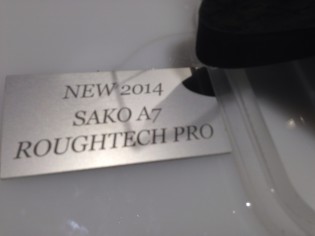 NEW 2014
SAKO A7
ROUGHTECH PRO